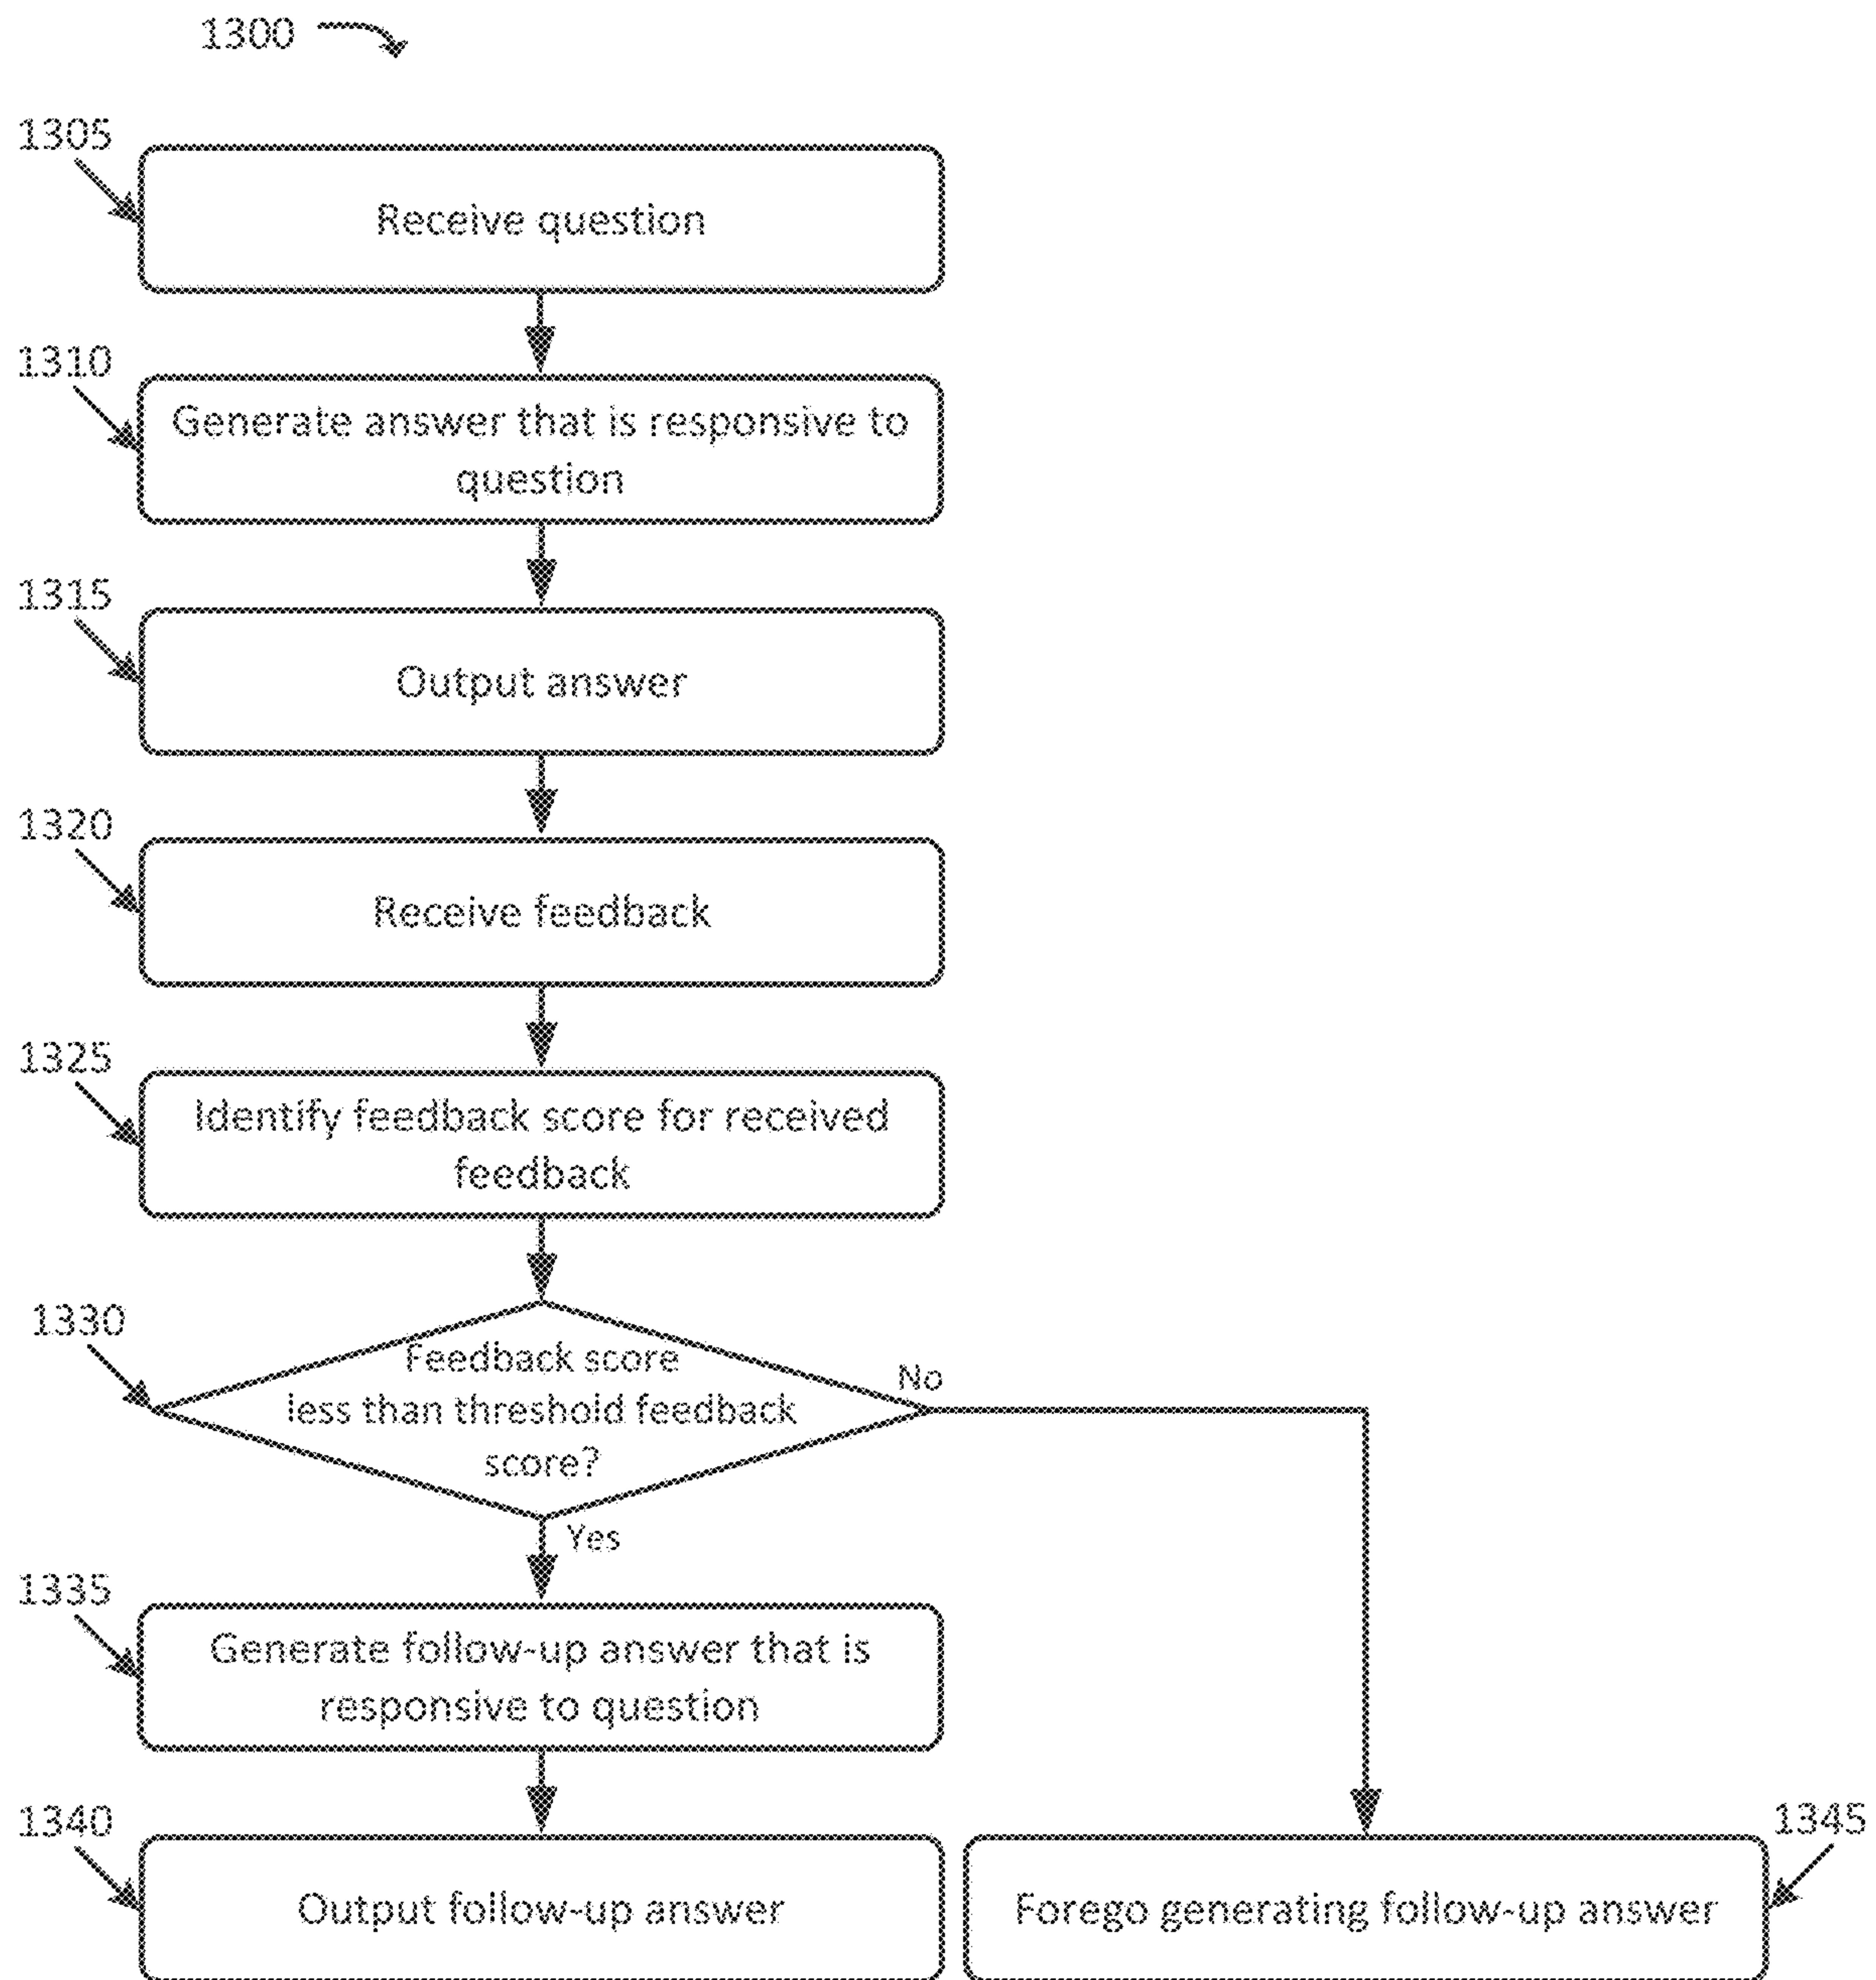 1300
1305
Receive question
1310
Generate answer that is responsive to
question
1315
Output answer
1320
Receive feedback
1325
Identify feedback score for received
feedback
1330
Feedback score
less than threshold feedback
score?
No
Yes
1335
Generate follow-up answer that is
responsive to question
1340
Output follow-up answer
1345
Forego generating follow-up answer